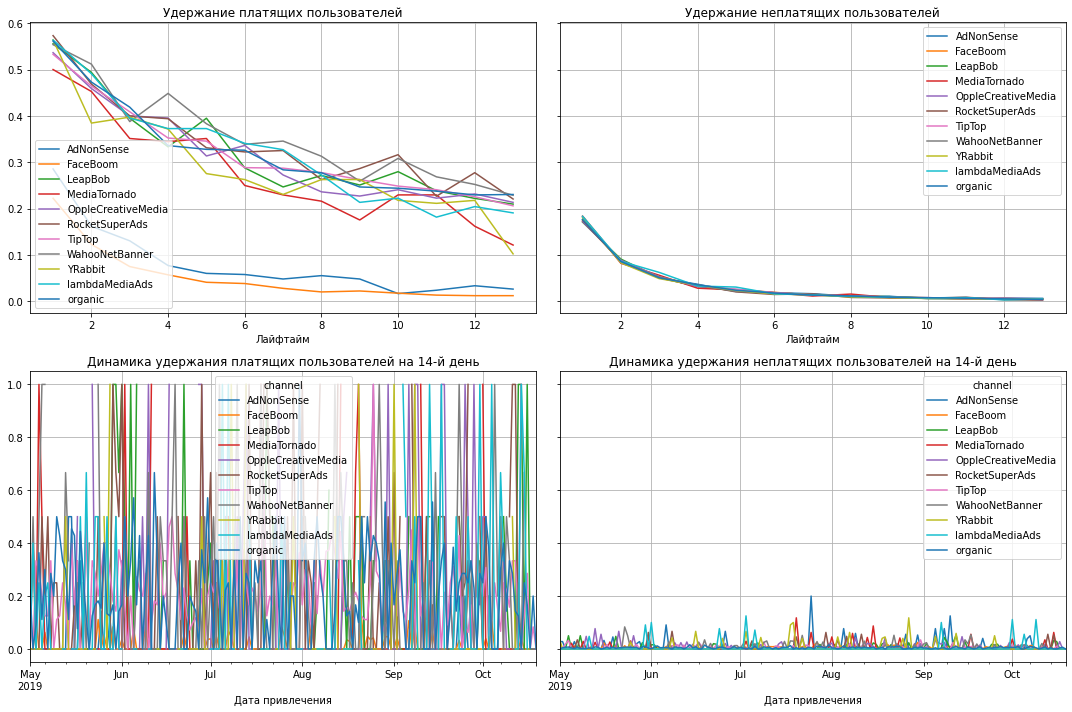 Удержание платящих пользователей
0.6
0.5
0.4
0.3
0.2
0.1
0.0
AdNonSense
FaceBoom
LeapBob
MediaTornado
OppleCreativeMedia
RocketSuperAds
TipTop
WahooNetBanner
YRabbit
lambdaMediaAds
organic
2 4 6 8 10 12
Лайфтайм
Удержание неплатящих пользователей
AdNonSense
FaceBoom
LeapBob
MediaTornado
OppleCreativeMedia
RocketSuperAds
TipTop
WahooNetBanner
YRabbit
lambdaMediaAds
organic
2 4 6 8 10 12
Лайфтайм
Динамика удержания платящих пользователей на 14-й день
1.0
0.8
0.6
0.4
0.2
0.0
channel
AdNonSense
FaceBoom
LeapBob
MediaTornado
OppleCreativeMedia
RocketSuperAds
TipTop
WahooNetBanner
YRabbit
lambdaMediaAds
organic
May Jun Jul Aug Sep Oct
2019
Дата привлечения
Динамика удержания неплатящих пользователей на 14-й день
channel
AdNonSense
FaceBoom
LeapBob
MediaTornado
OppleCreativeMedia
RocketSuperAds
TipTop
WahooNetBanner
YRabbit
lambdaMediaAds
organic
May Jun Jul Aug Sep Oct
2019
Дата привлечения